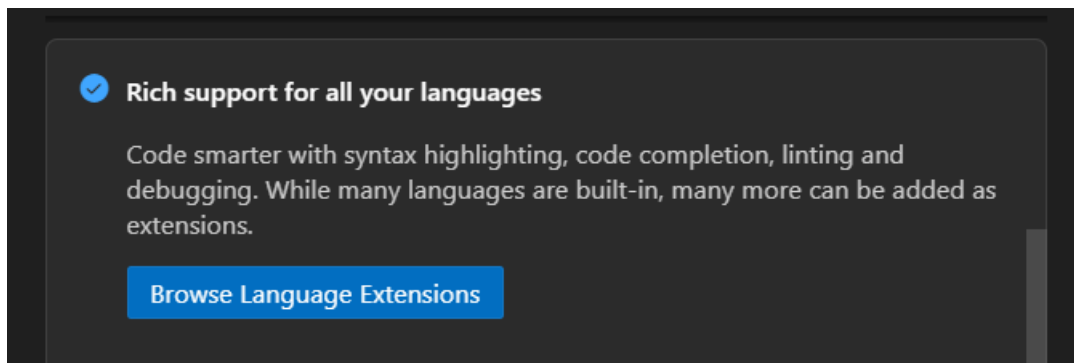 Rich support for all your languages
Code smarter with syntax highlighting, code completion, linting and
debugging. While many languages are built-in, many more can be added as
extensions.
Browse Language Extensions